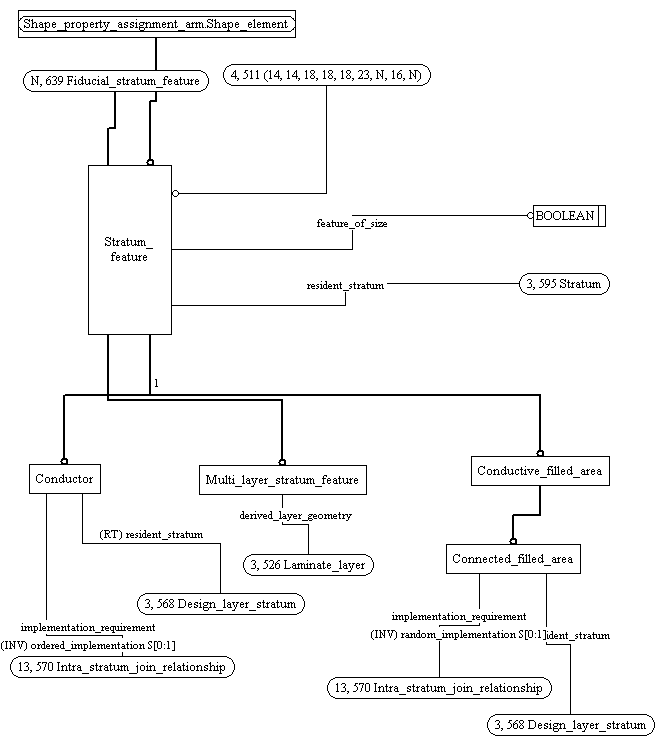 Shape_property_assignment_arm.Shape_element
N, 639 Fiducial_stratum_feature
4, 511 (14, 14, 18, 18, 18, 23, N, 16, N)
Stratum_
feature
BOOLEAN
feature_of_size
resident_stratum
3, 595 Stratum
1
Conductor
Multi_layer_stratum_feature
Conductive_filled_area
derived_layer_geometry
(RT) resident_stratum
3, 526 Laminate_layer
Connected_filled_area
3, 568 Design_layer_stratum
implementation_requirement
(INV) ordered_implementation S[0:1]
13, 570 Intra_stratum_join_relationship
implementation_requirement
(INV) random_implementation S[0:1]
ident_stratum
13, 570 Intra_stratum_join_relationship
3, 568 Design_layer_stratum